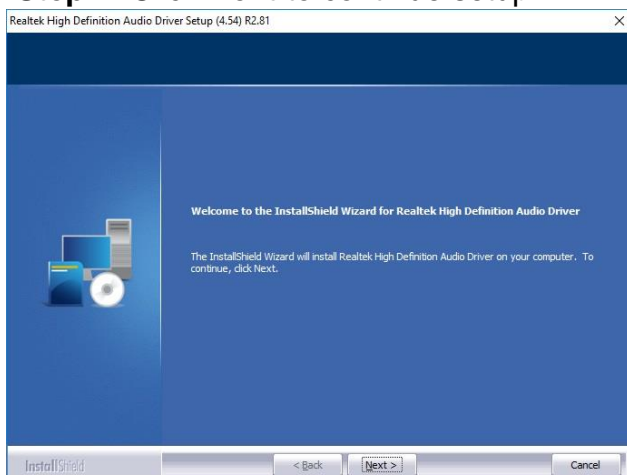 Realtek High Definition Audio Driver Setup (4.54) R2.81
Welcome to the InstallShield Wizard for Realtek High Definition Audio Driver
The InstallShield Wizard will install Realtek High Definition Audio Driver on your computer. To
continue, click Next.
InstallShield
< Back Next > Cancel